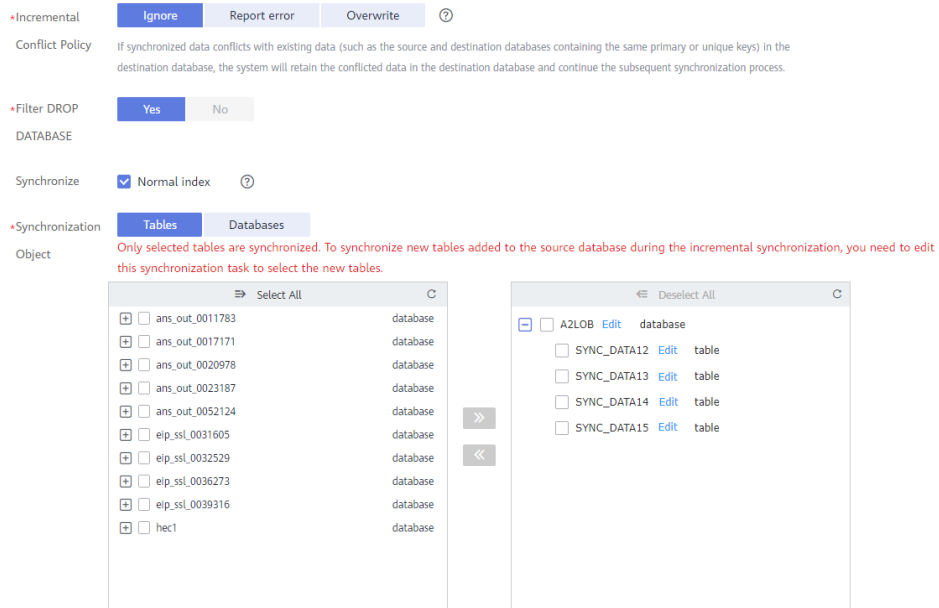 *Incremental Conflict Policy
Ignore Report error Overwrite ?
If synchronized data conflicts with existing data (such as the source and destination databases containing the same primary or unique keys) in the
destination database, the system will retain the conflicted data in the destination database and continue the subsequent synchronization process.
*Filter DROP DATABASE
Yes No
Synchronize Normal index ?
*Synchronization Object
Tables Databases
Only selected tables are synchronized. To synchronize new tables added to the source database during the incremental synchronization, you need to edit
this synchronization task to select the new tables.
Select All
ans_out_0011783 database
ans_out_0017171 database
ans_out_0020978 database
ans_out_0023187 database
ans_out_0052124 database
eip_ssl_0031605 database
eip_ssl_0032529 database
eip_ssl_0036273 database
eip_ssl_0039316 database
hec1 database
Deselect All
A2LOB Edit database
SYNC_DATA12 Edit table
SYNC_DATA13 Edit table
SYNC_DATA14 Edit table
SYNC_DATA15 Edit table